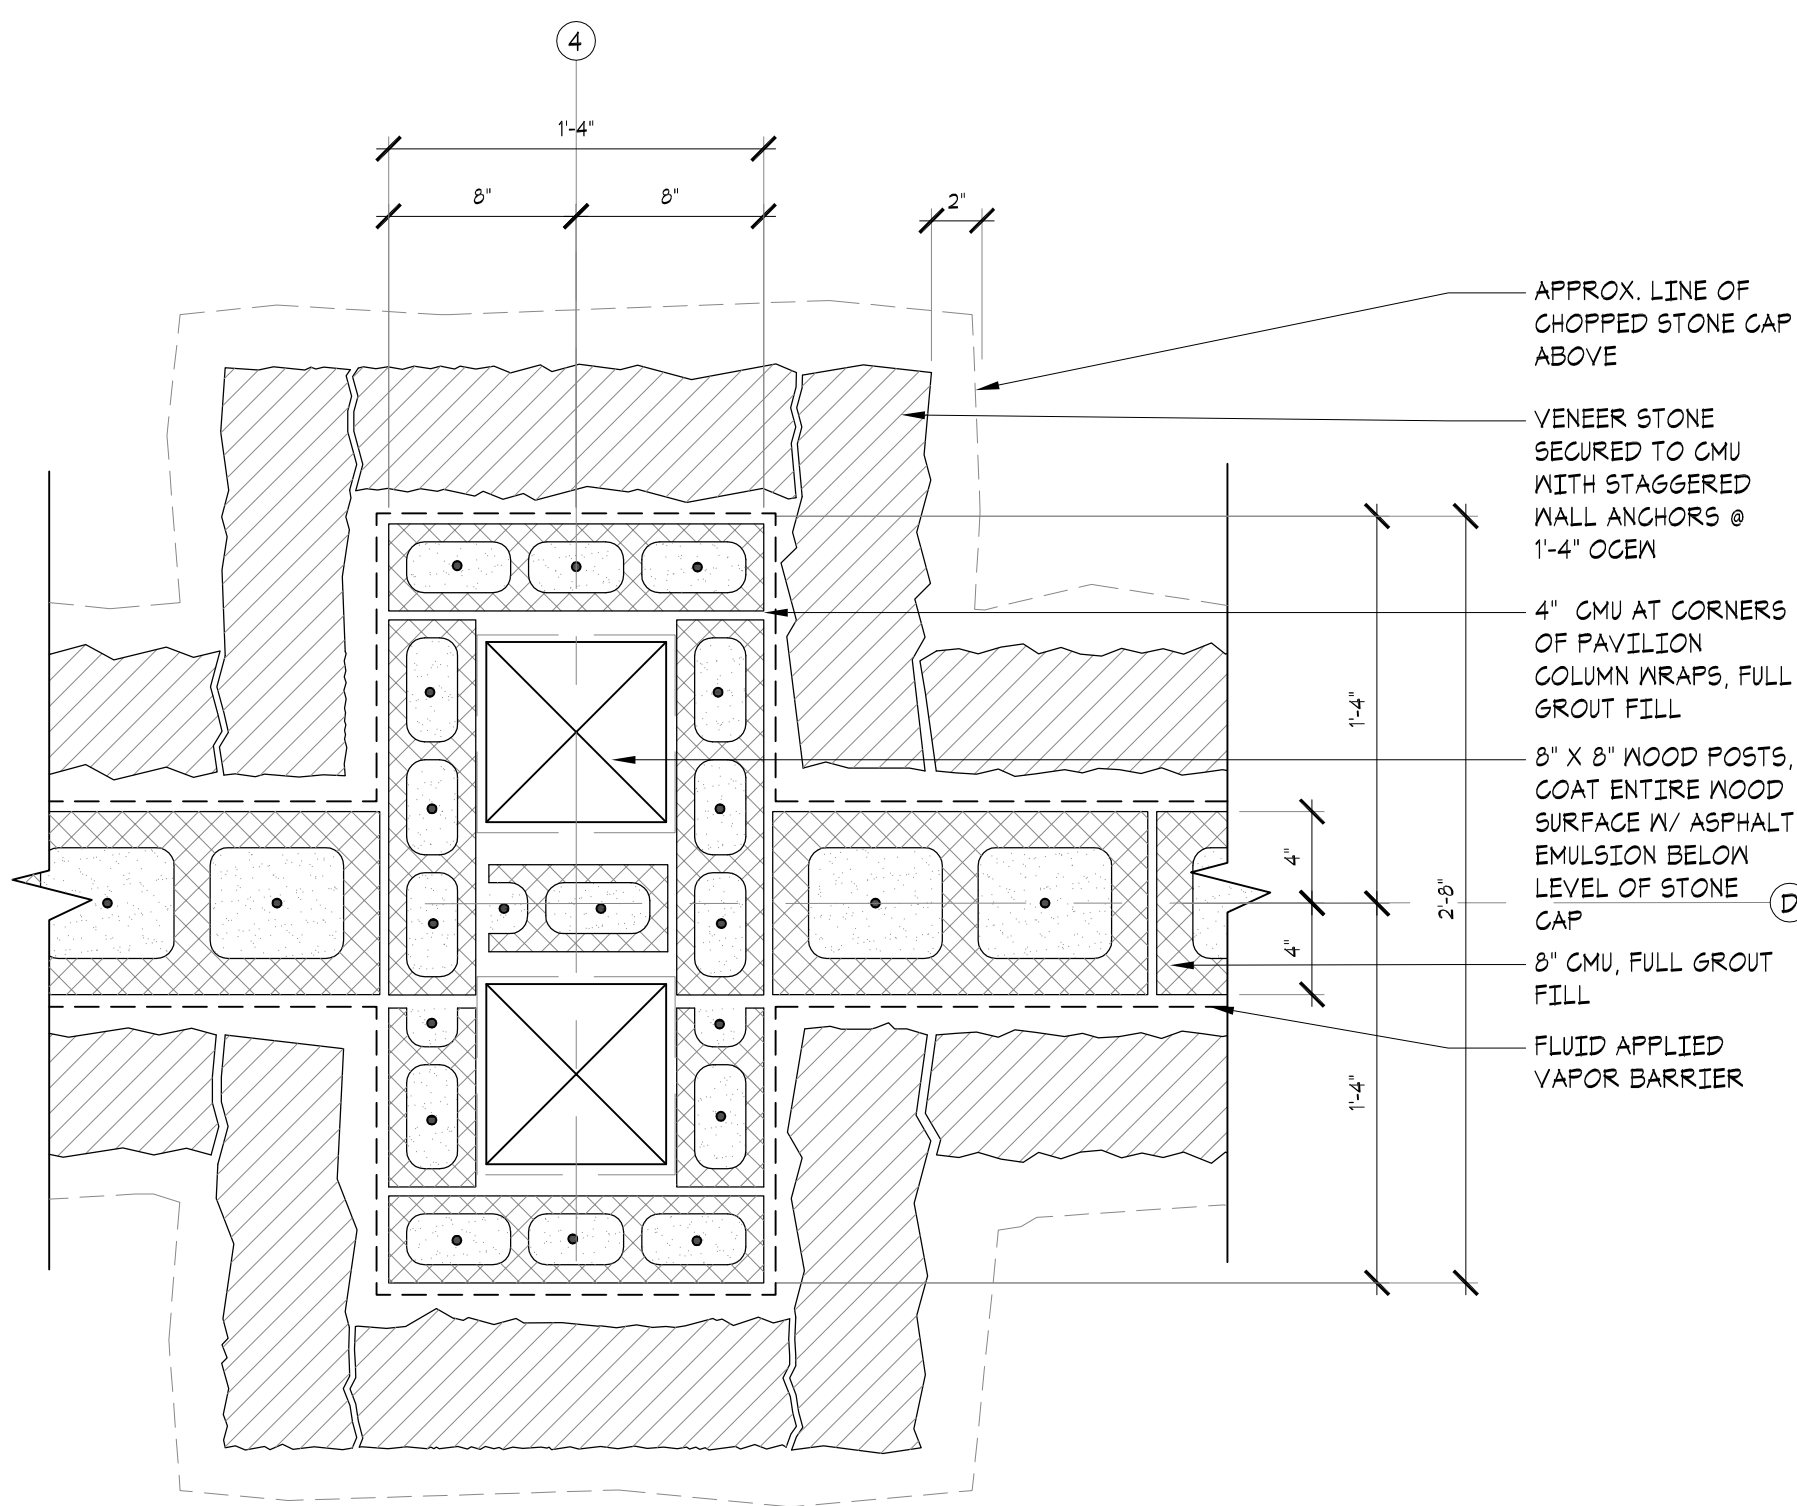 4
1'-4"
8"
8"
2"
APPROX. LINE OF
CHOPPED STONE CAP
ABOVE
VENEER STONE
SECURED TO CMU
WITH STAGGERED
WALL ANCHORS @
1'-4" OCEW
4" CMU AT CORNERS
OF PAVILION
COLUMN WRAPS, FULL
GROUT FILL
8" X 8" WOOD POSTS,
COAT ENTIRE WOOD
SURFACE W/ ASPHALT
EMULSION BELOW
LEVEL OF STONE
CAP
8" CMU, FULL GROUT
FILL
FLUID APPLIED
VAPOR BARRIER
1'-4"
4"
2'-8"
4"
1'-4"
D